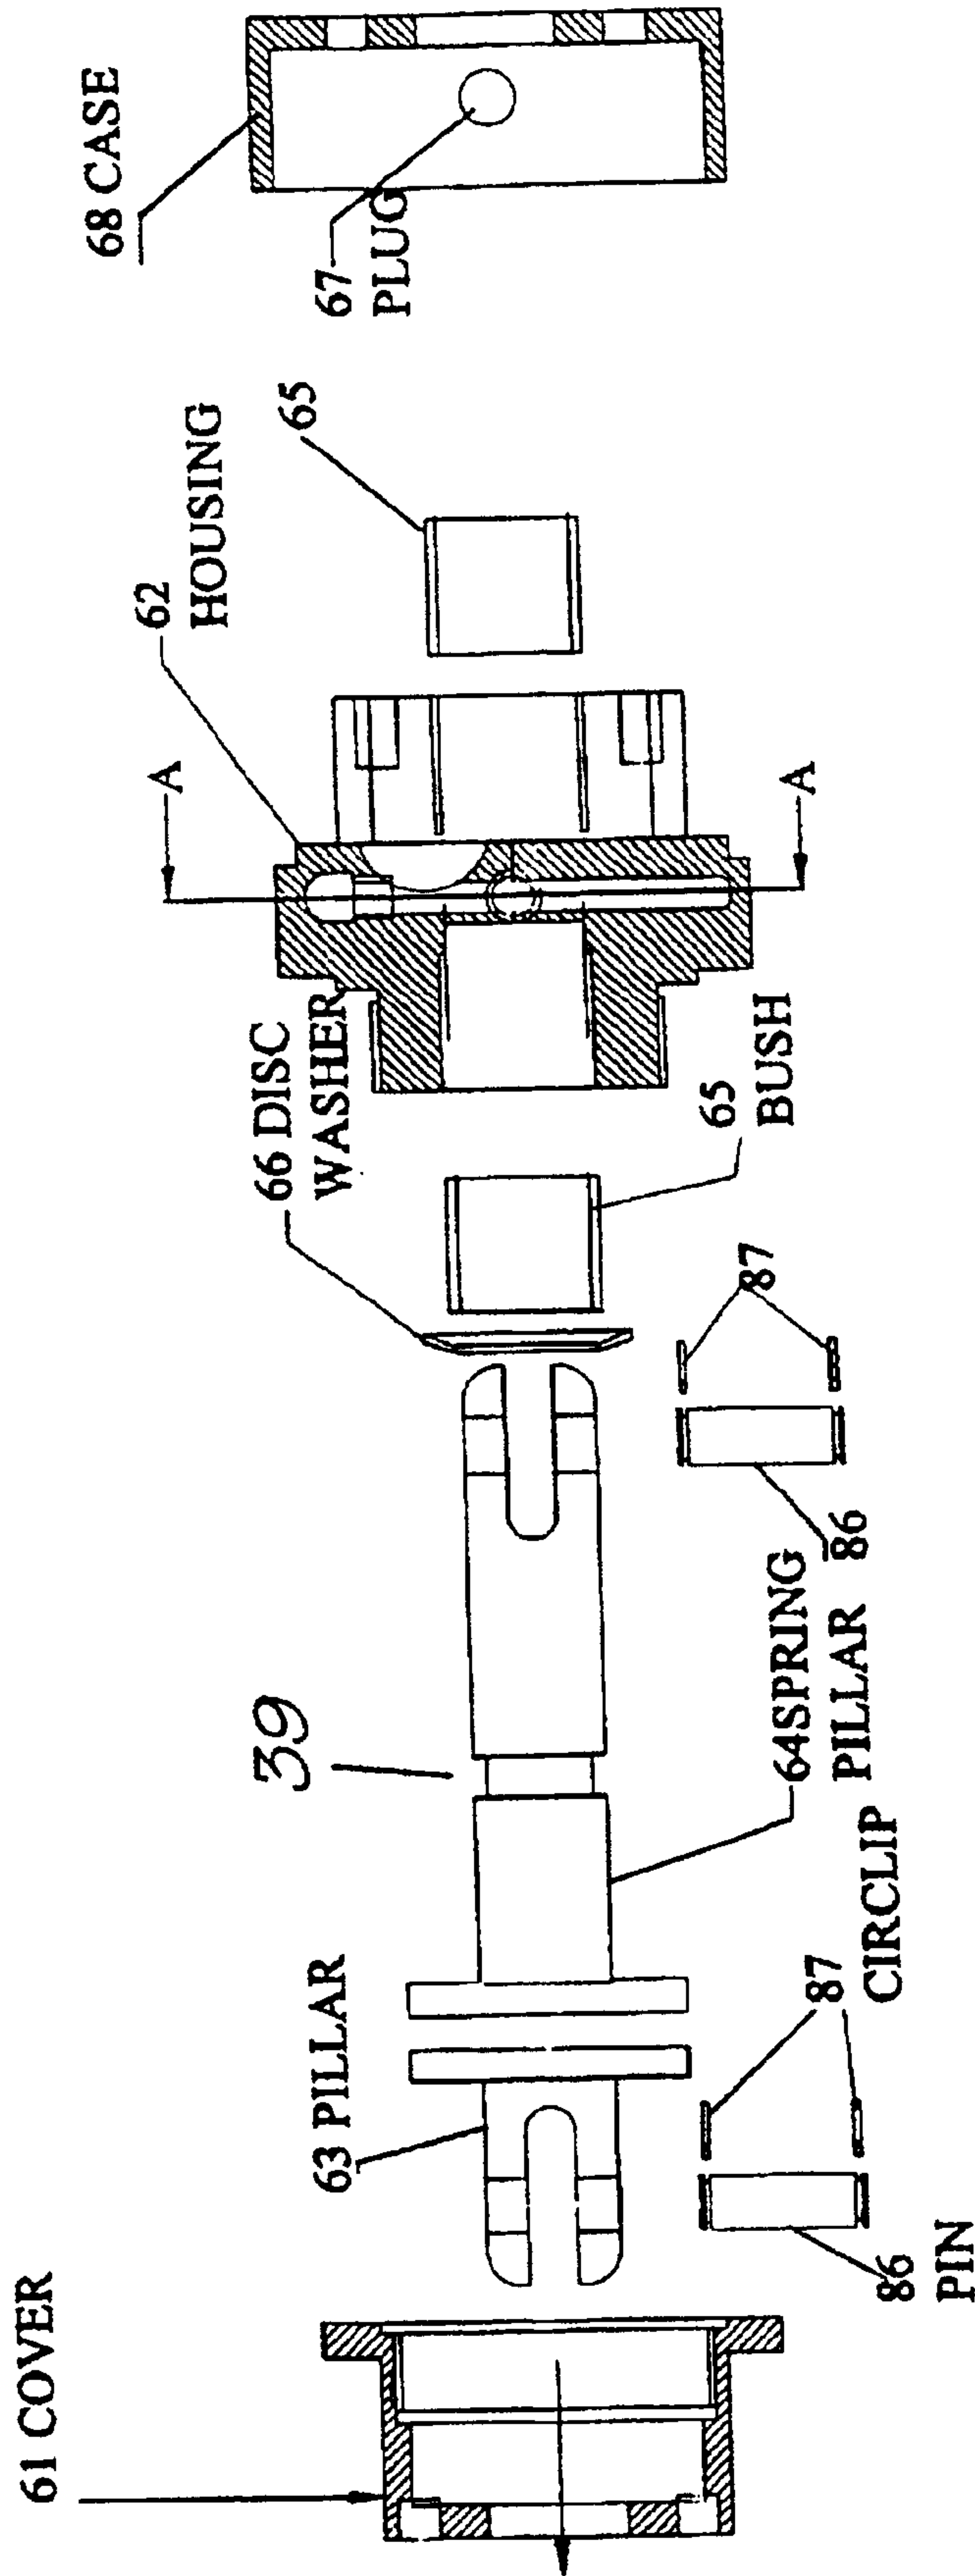 61 COVER
63 PILLAR
39
66 DISC
WASHER
62
HOUSING
A
A
65
68 CASE
67
PLUG
86
PIN
87
CIRCLIP
64SPRING
PILLAR
86
87
65
BUSH